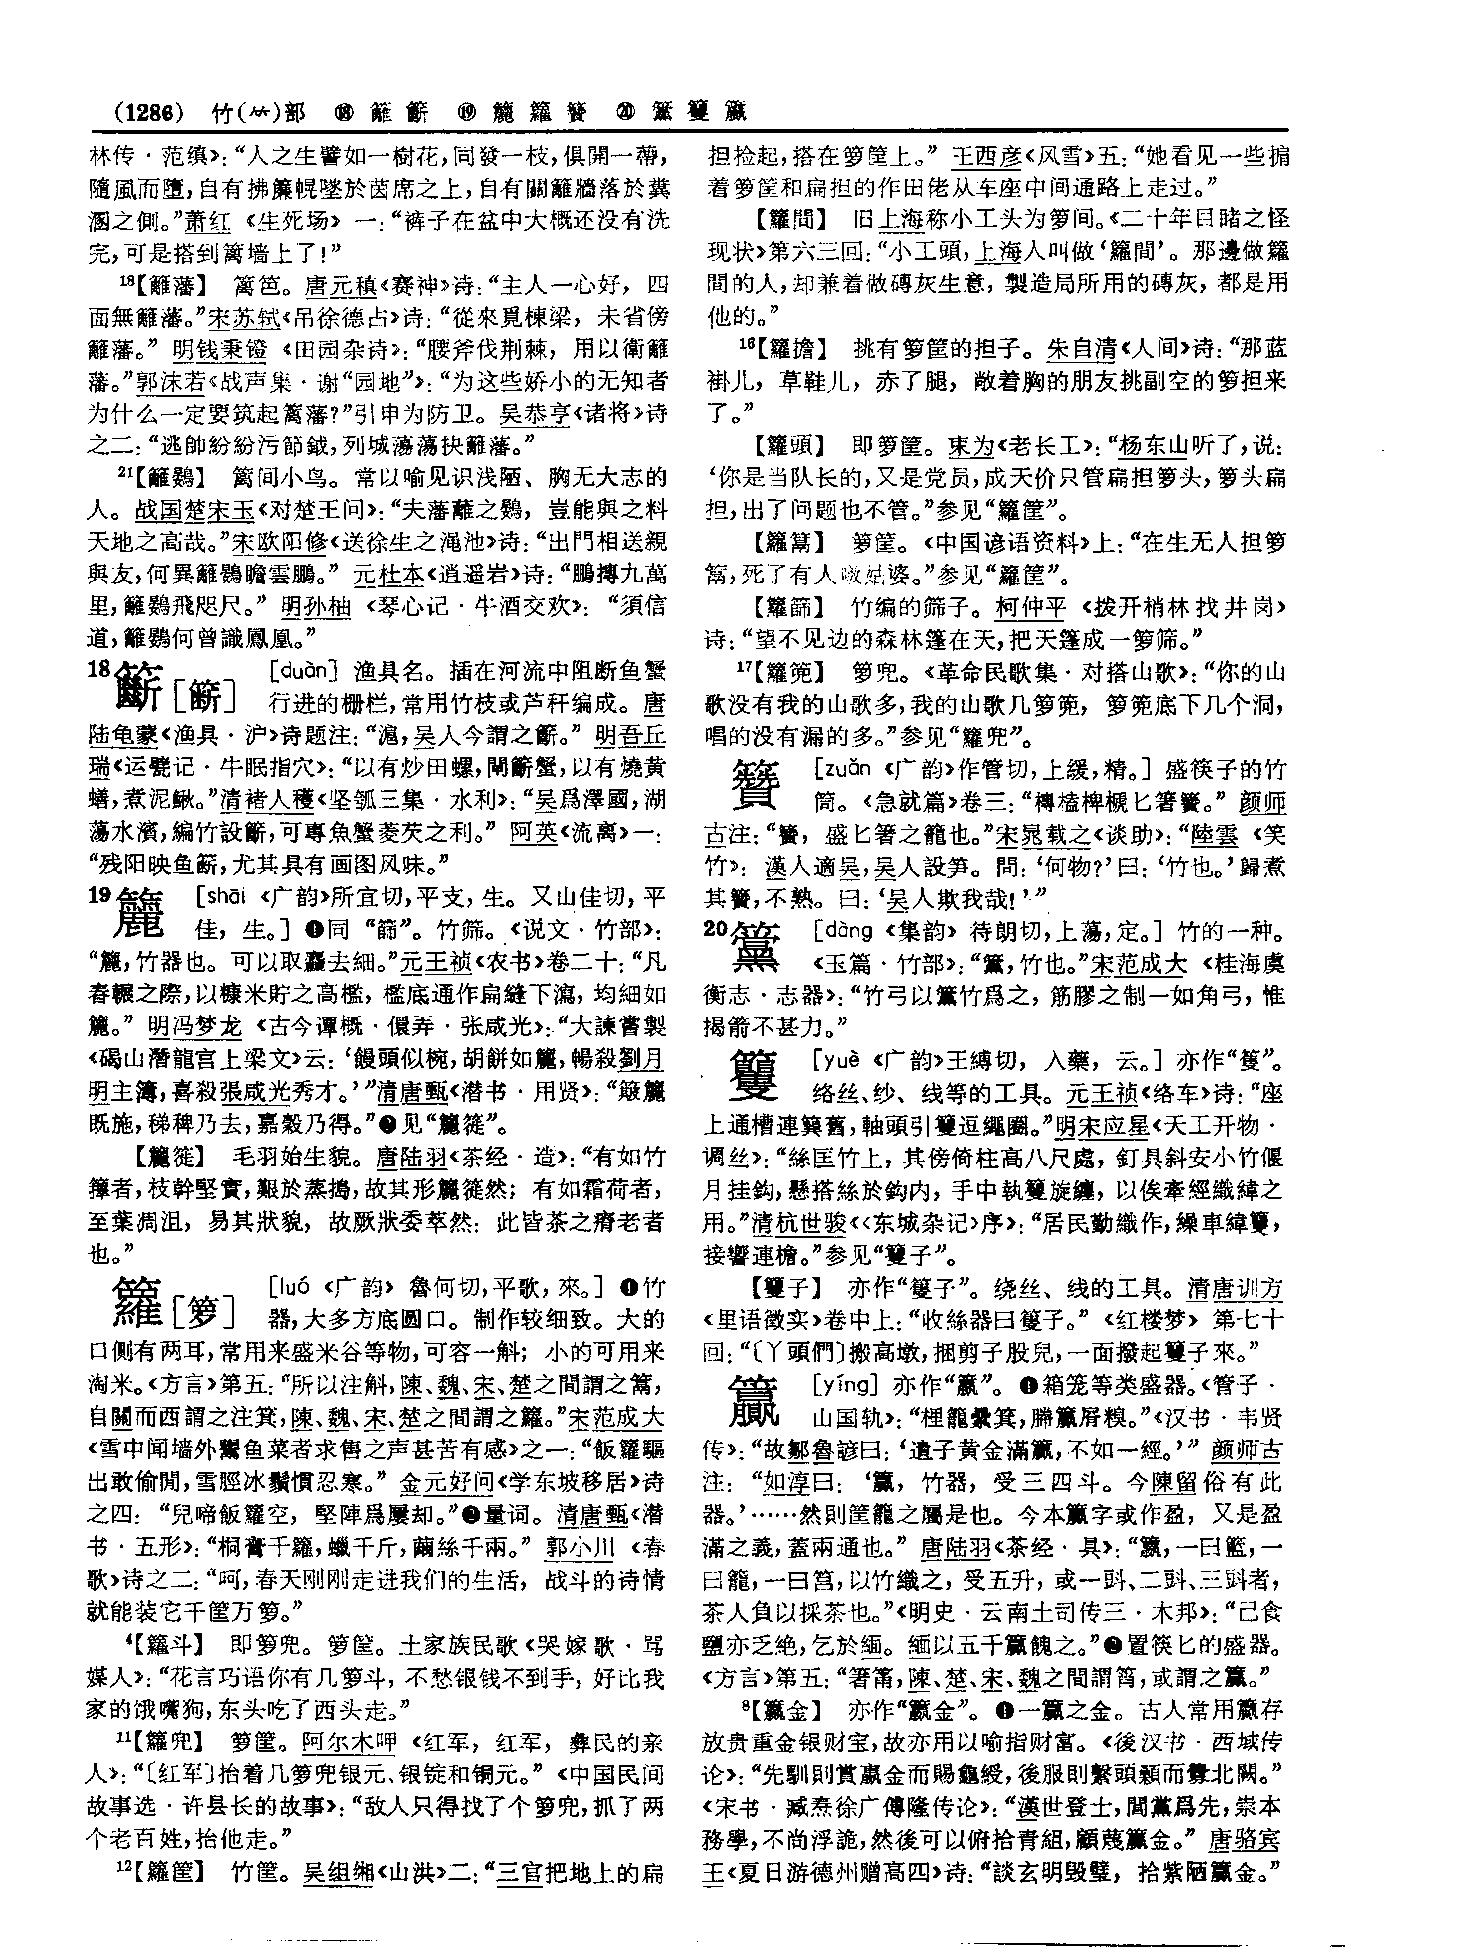 (1286) 竹(⺮)部 ⑱ 籬籪 ⑲ 籭籮籫 ⑳ 簴籰籯
林传·范缜》：“人之生譬如一樹花，同發一枝，俱開一蔕，
隨風而墮，自有拂簾幌墜於茵席之上，自有關籬牆落於糞
溷之側。”萧红《生死场》一：“裤子在盆中大概还没有洗
完，可是搭到篱墙上了！”
¹⁸【籬藩】 篱笆。唐元稹《赛神》诗：“主人一心好，四
面無籬藩。”宋苏轼《吊徐德占》诗：“從來覓棟梁，未省傍
籬藩。”明钱秉镫《田园杂诗》：“腰斧伐荆棘，用以衛籬
藩。”郭沫若《战声集·谢“园地”》：“为这些娇小的无知者
为什么一定要筑起篱藩？”引申为防卫。吴恭亨《诸将》诗
之二：“逃帥紛紛污節鉞，列城蕩蕩抉籬藩。”
²¹【籬鷃】 篱间小鸟。常以喻见识浅陋、胸无大志的
人。战国楚宋玉《对楚王问》：“夫藩蘺之鷃，豈能與之料
天地之高哉。”宋欧阳修《送徐生之渑池》诗：“出門相送親
與友，何異籬鷃瞻雲鵬。”元杜本《逍遥岩》诗：“鵬摶九萬
里，籬鷃飛咫尺。”明孙柚《琴心记·牛酒交欢》：“須信
道，籬鷃何曾識鳳凰。”
18籪［簖］ [duàn] 渔具名。插在河流中阻断鱼蟹
行进的栅栏，常用竹枝或芦秆编成。唐
陆龟蒙《渔具·沪》诗题注：“滬，吴人今謂之籪。”明吾丘
瑞《运甓记·牛眠指穴》：“以有炒田螺，閘籪蟹，以有燒黄
蟮，煮泥鰍。”清褚人穫《坚瓠三集·水利》：“吴爲澤國，湖
蕩水濱，編竹設籪，可專魚蟹菱芡之利。”阿英《流离》一：
“残阳映鱼籪，尤其具有画图风味。”
19籭 [shāi 《广韵》所宜切，平支，生。又山佳切，平
佳，生。] ❶同“篩”。竹筛。《说文·竹部》：
“籭，竹器也。可以取麤去細。”元王祯《农书》卷二十：“凡
舂輾之際，以糠米貯之高檻，檻底通作扁縫下瀉，均細如
籭。”明冯梦龙《古今谭概·儇弄·张咸光》：“大諫嘗製
《碣山潛龍宫上梁文》云：‘饅頭似椀，胡餅如籭，暢殺劉月
明主簿，喜殺張咸光秀才。’”清唐甄《潜书·用贤》：“簸籭
既施，稊稗乃去，嘉穀乃得。”❷见“籭簁”。
【籭簁】 毛羽始生貌。唐陆羽《茶经·造》：“有如竹
籜者，枝幹堅實，艱於蒸搗，故其形籭簁然；有如霜荷者，
至葉凋沮，易其狀貌，故厥狀委萃然：此皆茶之瘠老者
也。”
籮［箩］ [luó 《广韵》魯何切，平歌，來。] ❶竹
器，大多方底圆口。制作较细致。大的
口侧有两耳，常用来盛米谷等物，可容一斛；小的可用来
淘米。《方言》第五：“所以注斛，陳、魏、宋、楚之間謂之篙，
自關而西謂之注箕，陳、魏、宋、楚之間謂之籮。”宋范成大
《雪中闻墙外鬻鱼菜者求售之声甚苦有感》之一：“飯籮驅
出敢偷閒，雪脛冰鬚慣忍寒。”金元好问《学东坡移居》诗
之四：“兒啼飯籮空，堅陣爲屢却。”❷量词。清唐甄《潜
书·五形》：“桐膏千籮，蠟千斤，繭絲千兩。”郭小川《春
歌》诗之二：“呵，春天刚刚走进我们的生活，战斗的诗情
就能装它千筐万箩。”
⁴【籮斗】 即箩兜。箩筐。土家族民歌《哭嫁歌·骂
媒人》：“花言巧语你有几箩斗，不愁银钱不到手，好比我
家的饿嘴狗，东头吃了西头走。”
¹¹【籮兜】 箩筐。阿尔木呷《红军，红军，彝民的亲
人》：“〔红军〕抬着几箩兜银元、银锭和铜元。”《中国民间
故事选·许县长的故事》：“敌人只得找了个箩兜，抓了两
个老百姓，抬他走。”
¹²【籮筐】 竹筐。吴组缃《山洪》二：“三官把地上的扁
担捡起，搭在箩筐上。”王西彦《风雪》五：“她看见一些掮
着箩筐和扁担的作田佬从车座中间通路上走过。”
【籮間】 旧上海称小工头为箩间。《二十年目睹之怪
现状》第六三回：“小工頭，上海人叫做‘籮間’。那邊做籮
間的人，却兼着做磚灰生意，製造局所用的磚灰，都是用
他的。”
¹⁶【籮擔】 挑有箩筐的担子。朱自清《人间》诗：“那蓝
褂儿，草鞋儿，赤了腿，敞着胸的朋友挑副空的箩担来
了。”
【籮頭】 即箩筐。束为《老长工》：“杨东山听了，说：
‘你是当队长的，又是党员，成天价只管扁担箩头，箩头扁
担，出了问题也不管。”参见“籮筐”。
【籮篙】 箩筐。《中国谚语资料》上：“在生无人担箩
篙，死了有人嗷姑婆。”参见“籮筐”。
【籮篩】 竹编的筛子。柯仲平《拨开梢林找井岗》
诗：“望不见边的森林篷在天，把天篷成一箩筛。”
¹⁷【籮篼】 箩兜。《革命民歌集·对搭山歌》：“你的山
歌没有我的山歌多，我的山歌几箩篼，箩篼底下几个洞，
唱的没有漏的多。”参见“籮兜”。
籫 [zuǎn 《广韵》作管切，上緩，精。] 盛筷子的竹
筒。《急就篇》卷三：“槫榼椑榹匕箸籫。”颜师
古注：“籫，盛匕箸之籠也。”宋晁载之《谈助》：“陸雲《笑
竹》：漢人適吴，吴人設笋。問：‘何物？’曰：‘竹也。’歸煮
其簀，不熟。曰：‘吴人欺我哉！’”
20 [dàng 《集韵》待朗切，上蕩，定。] 竹的一种。
《玉篇·竹部》：“，竹也。”宋范成大《桂海虞
衡志·志器》：“竹弓以竹爲之，筋膠之制一如角弓，惟
揭箭不甚力。”
籰 [yuè 《广韵》王縛切，入藥，云。] 亦作“篗”。
络丝、纱、线等的工具。元王祯《络车》诗：“座
上通槽連簨舊，軸頭引籰逗繩圈。”明宋应星《天工开物·
调丝》：“絲匡竹上，其傍倚柱高八尺處，釘具斜安小竹偃
月挂鈎，懸搭絲於鈎内，手中執籰旋纏，以俟牽經織緯之
用。”清杭世骏《〈东城杂记〉序》：“居民勤織作，繰車緯籰，
接響連檐。”参见“籰子”。
【籰子】 亦作“篗子”。绕丝、线的工具。清唐训方
《里语徵实》卷中上：“收絲器曰篗子。”《红楼梦》第七十
回：“〔丫頭們〕搬高墩，捆剪子股兒，一面撥起籰子來。”
籯 [yíng] 亦作“籝”。❶箱笼等类盛器。《管子·
山国轨》：“梩籠纍箕，勝籯屑糗。”《汉书·韦贤
传》：“故鄒魯諺曰：‘遺子黄金滿籯，不如一經。’”颜师古
注：“如淳曰：‘籯，竹器，受三四斗。今陳留俗有此
器。’……然則筐籠之屬是也。今本籯字或作盈，又是盈
滿之義，蓋兩通也。”唐陆羽《茶经·具》：“籯，一曰籃，一
曰籠，一曰筥，以竹織之，受五升，或一㪷、二㪷、三㪷者，
茶人負以採茶也。”《明史·云南土司传三·木邦》：“己食
鹽亦乏絶，乞於緬。緬以五千籯餽之。”❷置筷匕的盛器。
《方言》第五：“箸筩，陳、楚、宋、魏之間謂筲，或謂之籯。”
⁸【籯金】 亦作“籝金”。❶一籯之金。古人常用籯存
放贵重金银财宝，故亦用以喻指财富。《後汉书·西域传
论》：“先馴則賞籯金而賜龜綬，後服則繫頭顙而釁北闕。”
《宋书·臧焘徐广傅隆传论》：“漢世登士，閭黨爲先，崇本
務學，不尚浮詭，然後可以俯拾青組，顧蔑籯金。”唐骆宾
王《夏日游德州赠高四》诗：“談玄明毁璧，拾紫陋籯金。”